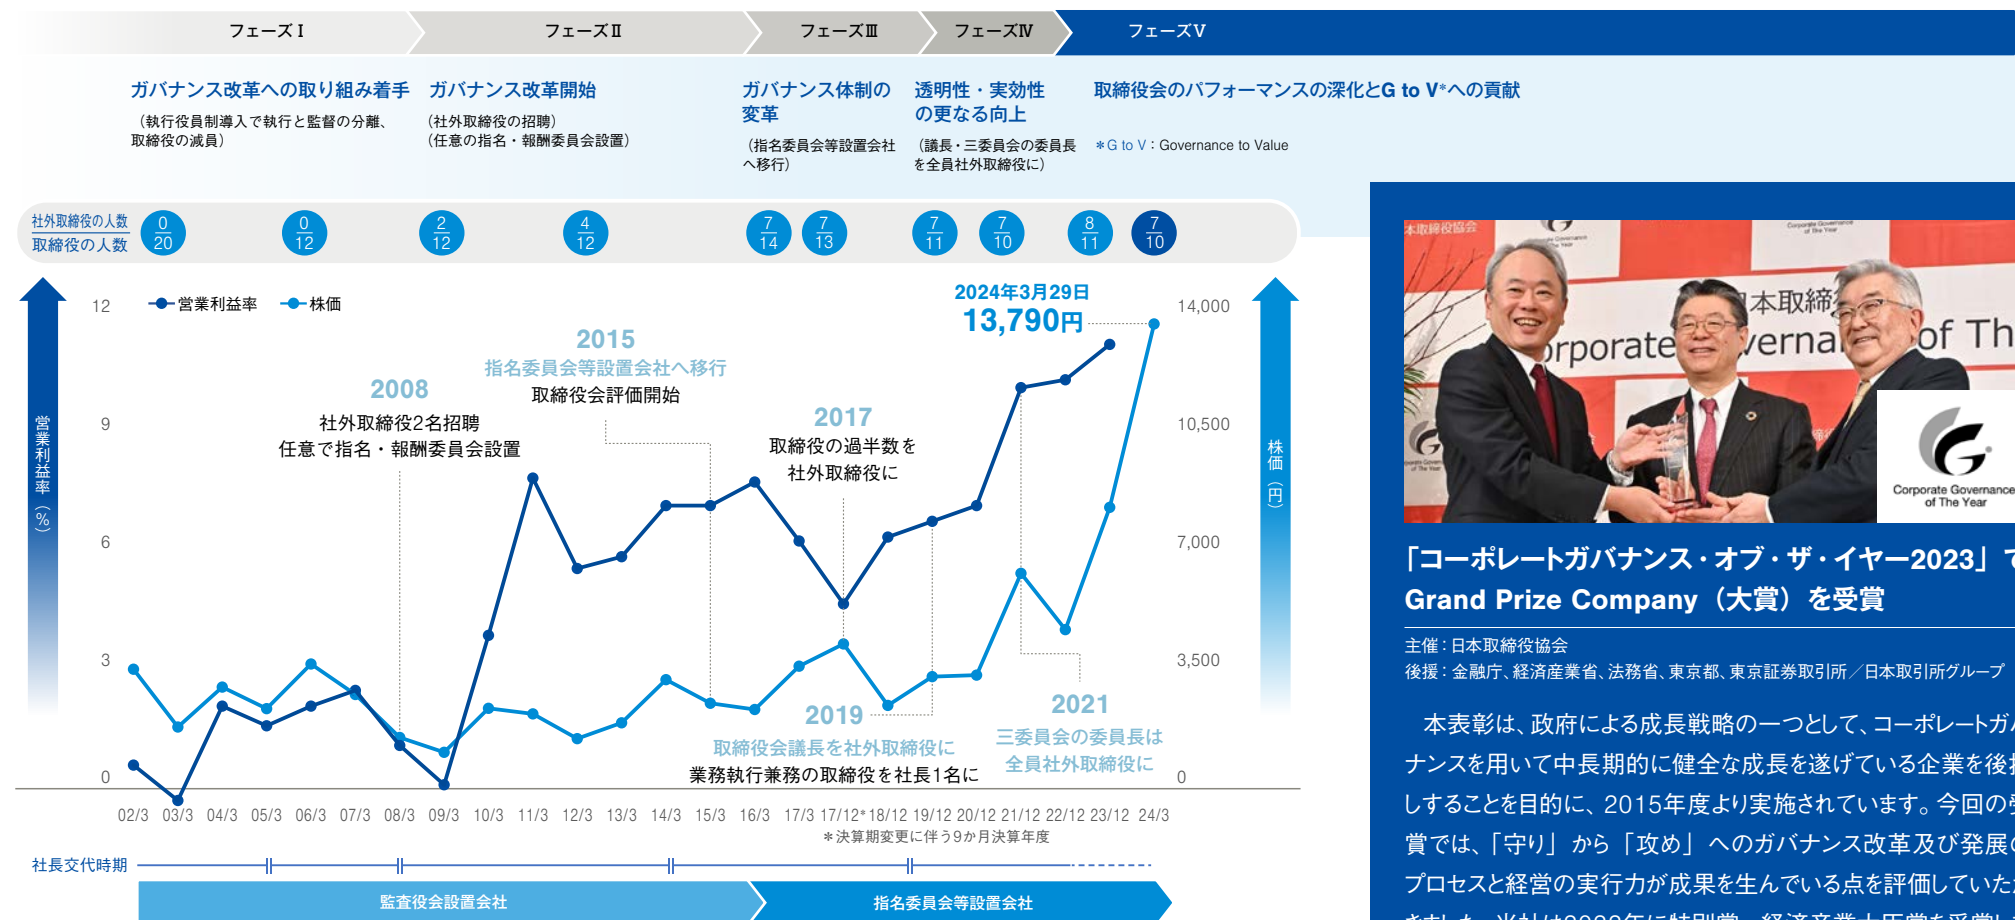 フェーズⅠ
フェーズⅡ
フェーズⅢ
フェーズⅣ
フェーズⅤ
ガバナンス改革への取り組み着手
（執行役員制導入で執行と監督の分離、
取締役の減員）
ガバナンス改革開始
（社外取締役の招聘）
（任意の指名・報酬委員会設置）
ガバナンス体制の
変革
（指名委員会等設置会社
へ移行）
透明性・実効性
の更なる向上
（議長・三委員会の委員長
を全員社外取締役に）
取締役会のパフォーマンスの深化とG to V*への貢献
＊G to V：Governance to Value
社外取締役の人数
取締役の人数
0
20
0
12
2
12
4
12
7
14
7
13
7
11
7
10
8
11
7
10
営業利益率
株価
12
9
6
3
0
営業利益率（％）
14,000
10,500
7,000
3,500
0
株価（円）
2024年3月29日
13,790円
2008
社外取締役2名招聘
任意で指名・報酬委員会設置
2015
指名委員会等設置会社へ移行
取締役会評価開始
2017
取締役の過半数を
社外取締役に
2019
取締役会議長を社外取締役に
業務執行兼務の取締役を社長1名に
2021
三委員会の委員長は
全員社外取締役に
02/3 03/3 04/3 05/3 06/3 07/3 08/3 09/3 10/3 11/3 12/3 13/3 14/3 15/3 16/3 17/3 17/12* 18/12 19/12 20/12 21/12 22/12 23/12 24/3
＊決算期変更に伴う9か月決算年度
社長交代時期
監査役会設置会社
指名委員会等設置会社
本取締役協会
Corporate Governance
of The Year
Corporate Governance
of The Year
日本取締
orporate
verna
of Th
Corporate Governance
of The Year
「コーポレートガバナンス・オブ・ザ・イヤー2023」で
Grand Prize Company（大賞）を受賞
主催：日本取締役協会
後援：金融庁、経済産業省、法務省、東京都、東京証券取引所／日本取引所グループ
本表彰は、政府による成長戦略の一つとして、コーポレートガバ
ナンスを用いて中長期的に健全な成長を遂げている企業を後押
しすることを目的に、2015年度より実施されています。今回の受
賞では、「守り」から「攻め」へのガバナンス改革及び発展の
プロセスと経営の実行力が成果を生んでいる点を評価していただ